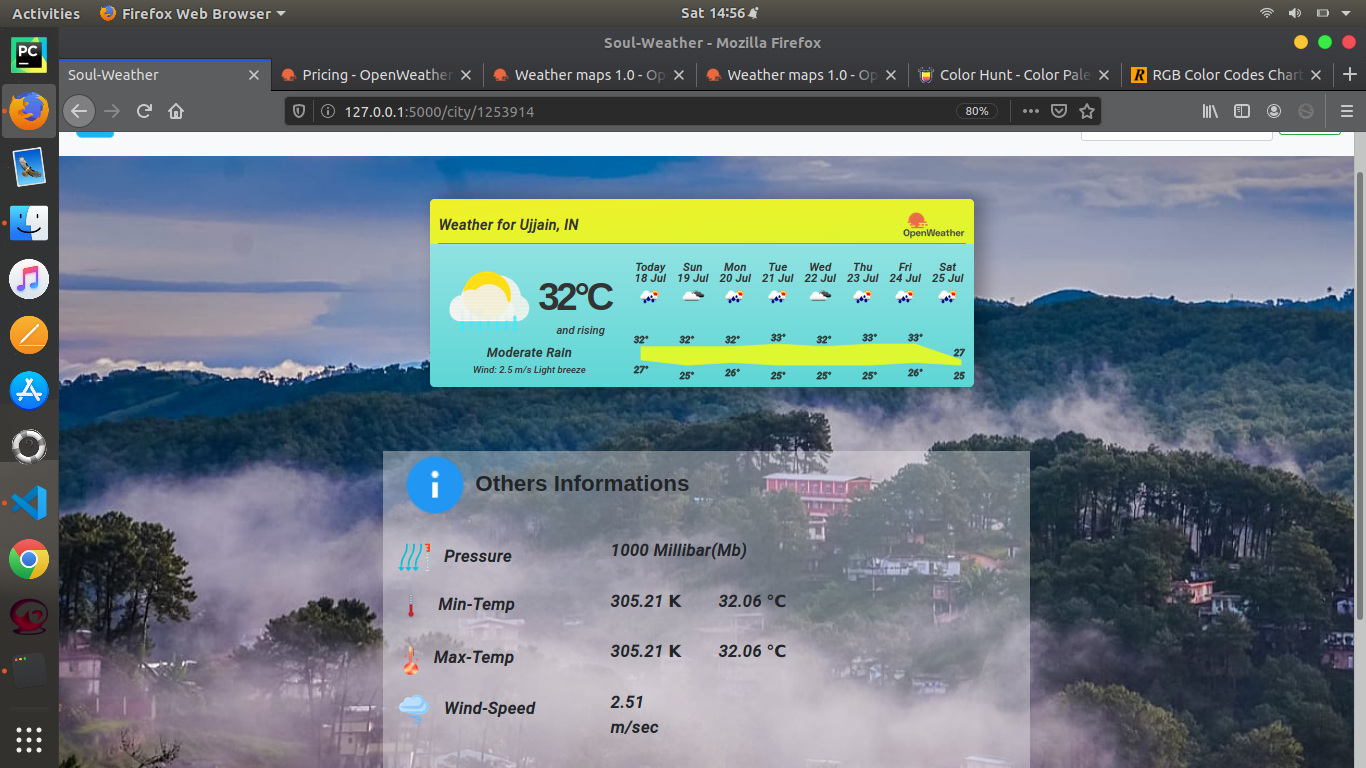 Activities Firefox Web Browser Sat 14:56
Soul-Weather - Mozilla Firefox
PC
Soul-Weather Pricing - OpenWeather Weather maps 1.0 - Op Weather maps 1.0 - Op Color Hunt - Color Pale R RGB Color Codes Chart
127.0.0.1:5000/city/1253914 80%
Weather for Ujjain, IN OpenWeather
Today Sun Mon Tue Wed Thu Fri Sat
18 Jul 19 Jul 20 Jul 21 Jul 22 Jul 23 Jul 24 Jul 25 Jul
32°C
and rising
Moderate Rain
Wind: 2.5 m/s Light breeze
32° 32° 32° 33° 32° 33° 33° 27
27° 25° 26° 25° 25° 25° 26° 25
Others Informations
Pressure 1000 Millibar(Mb)
Min-Temp 305.21 K 32.06 °C
Max-Temp 305.21 K 32.06 °C
Wind-Speed 2.51
m/sec